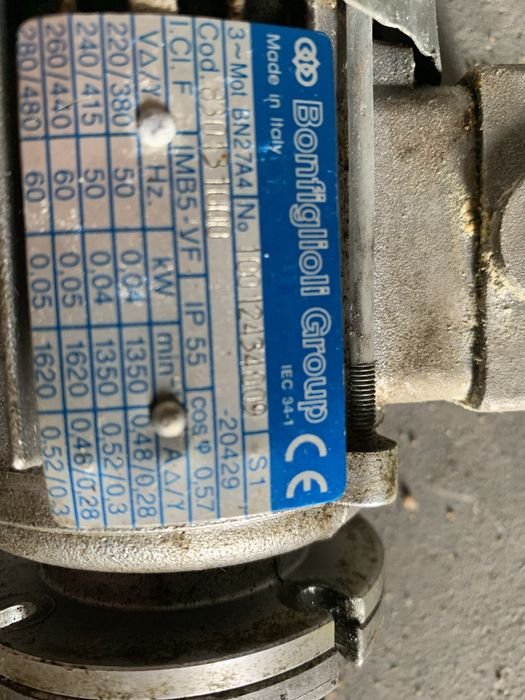 Bonfiglioli Group
Made in Italy
IEC 34-1
CE
3~Mot BN27A4 No
Cod. -20429 S1
I.Cl. F IMB5-VF IP 55 cosφ 0.57
V∆/Y Hz. kW min A ∆/Y
220/380 50 0.04 1350 0.48/0.28
240/415 50 0.04 1350 0.52/0.3
260/440 60 0.05 1620 0.48/0.28
280/480 60 0.05 1620 0.52/0.3